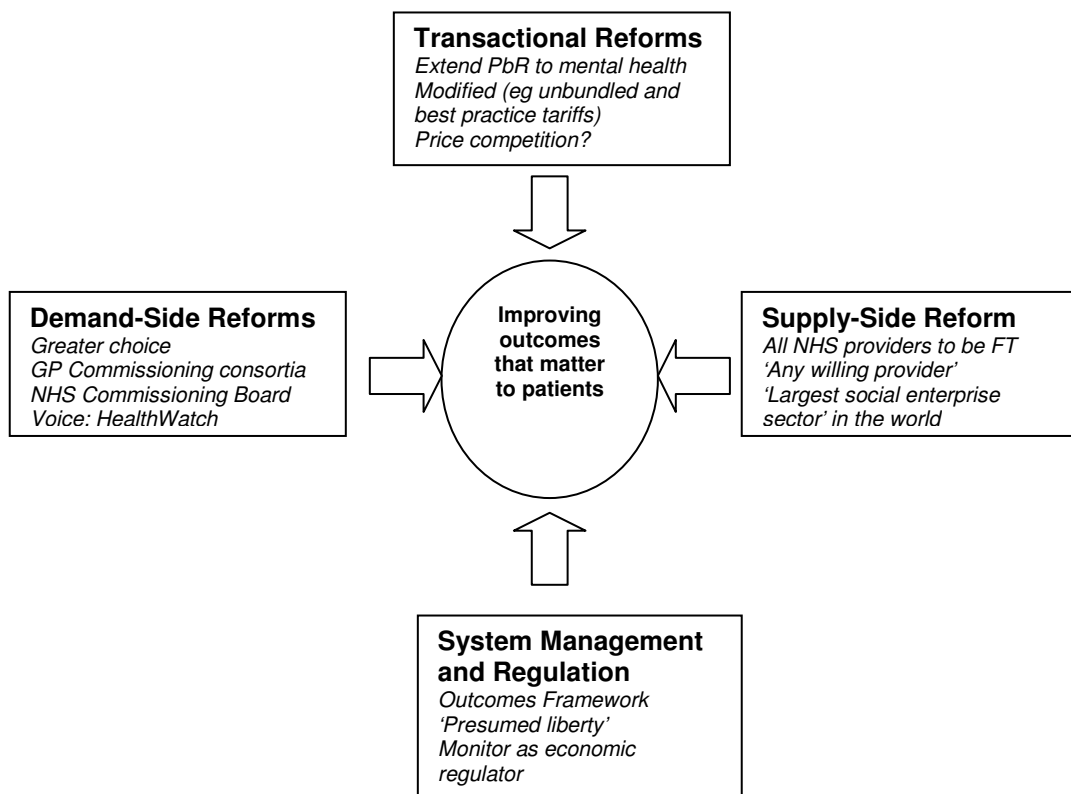 Transactional Reforms
Extend PbR to mental health
Modified (eg unbundled and
best practice tariffs)
Price competition?
Demand-Side Reforms
Greater choice
GP Commissioning consortia
NHS Commissioning Board
Voice: HealthWatch
Improving
outcomes
that matter
to patients
Supply-Side Reform
All NHS providers to be FT
‘Any willing provider’
‘Largest social enterprise
sector’ in the world
System Management
and Regulation
Outcomes Framework
‘Presumed liberty’
Monitor as economic
regulator